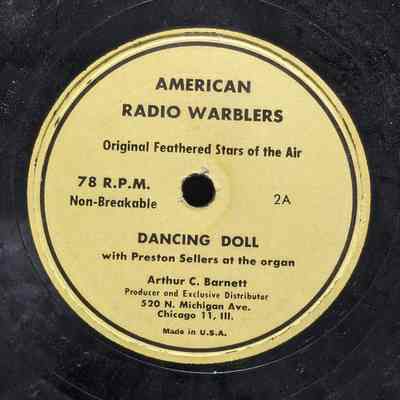 AMERICAN
RADIO WARBLERS
Original Feathered Stars of the Air
78 R.P.M.
Non-Breakable
2A
DANCING DOLL
with Preston Sellers at the organ
Arthur C. Barnett
Producer and Exclusive Distributor
520 N. Michigan Ave.
Chicago 11, Ill.
Made in U.S.A.